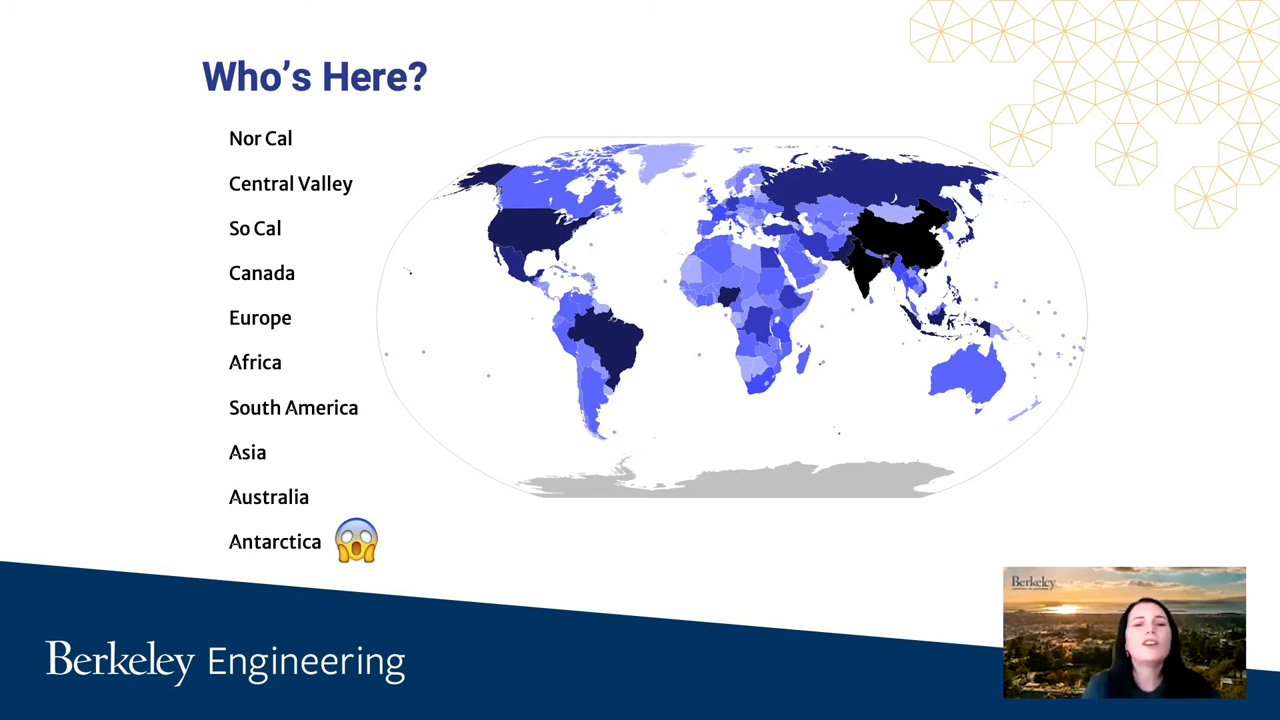 Who's Here?
Nor Cal
Central Valley
So Cal
Canada
Europe
Africa
South America
Asia
Australia
Antarctica
Berkeley Engineering
Berkeley